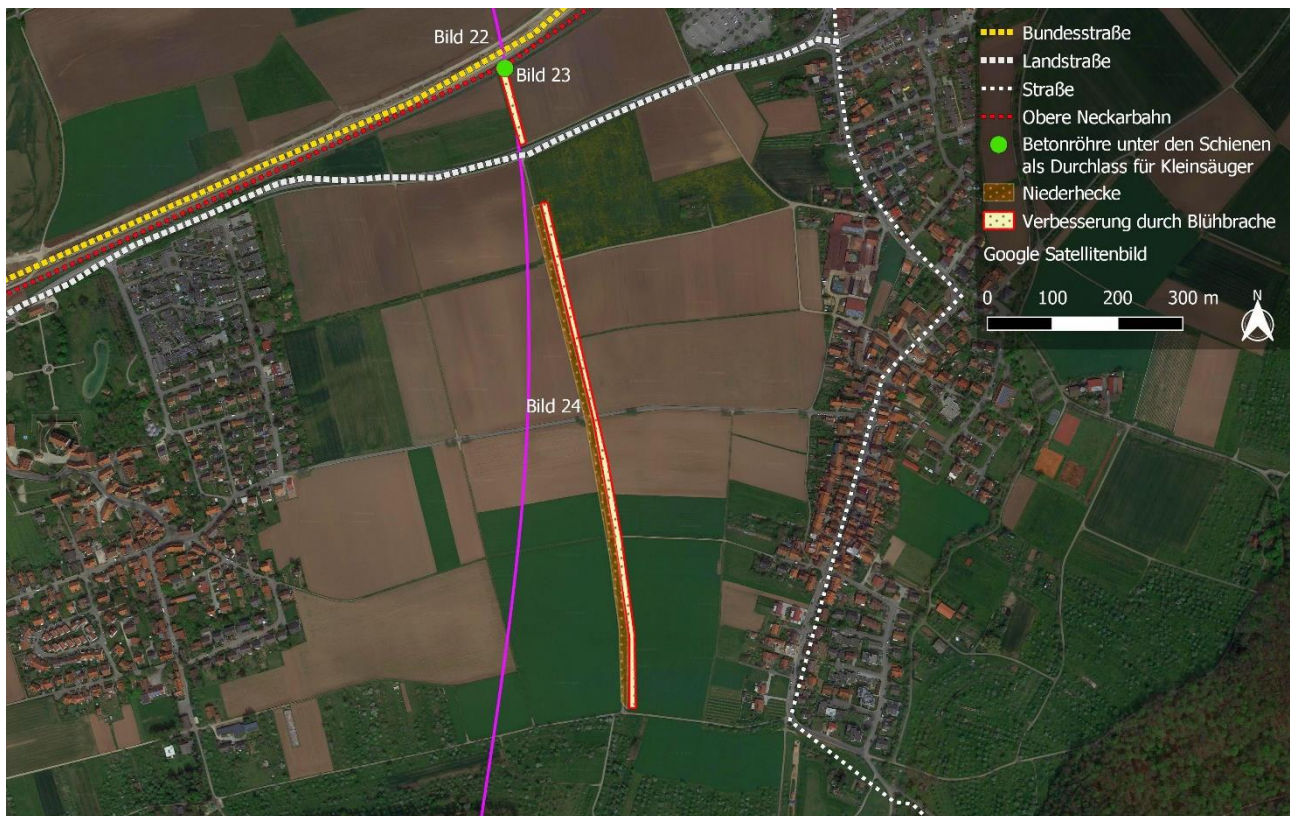 Bild 22
Bild 23
Bild 24
Bundesstraße
Landstraße
Straße
Obere Neckarbahn
Betonröhre unter den Schienen
als Durchlass für Kleinsäuger
Niederhecke
Verbesserung durch Blühbrache
Google Satellitenbild
0 100 200 300 m
N